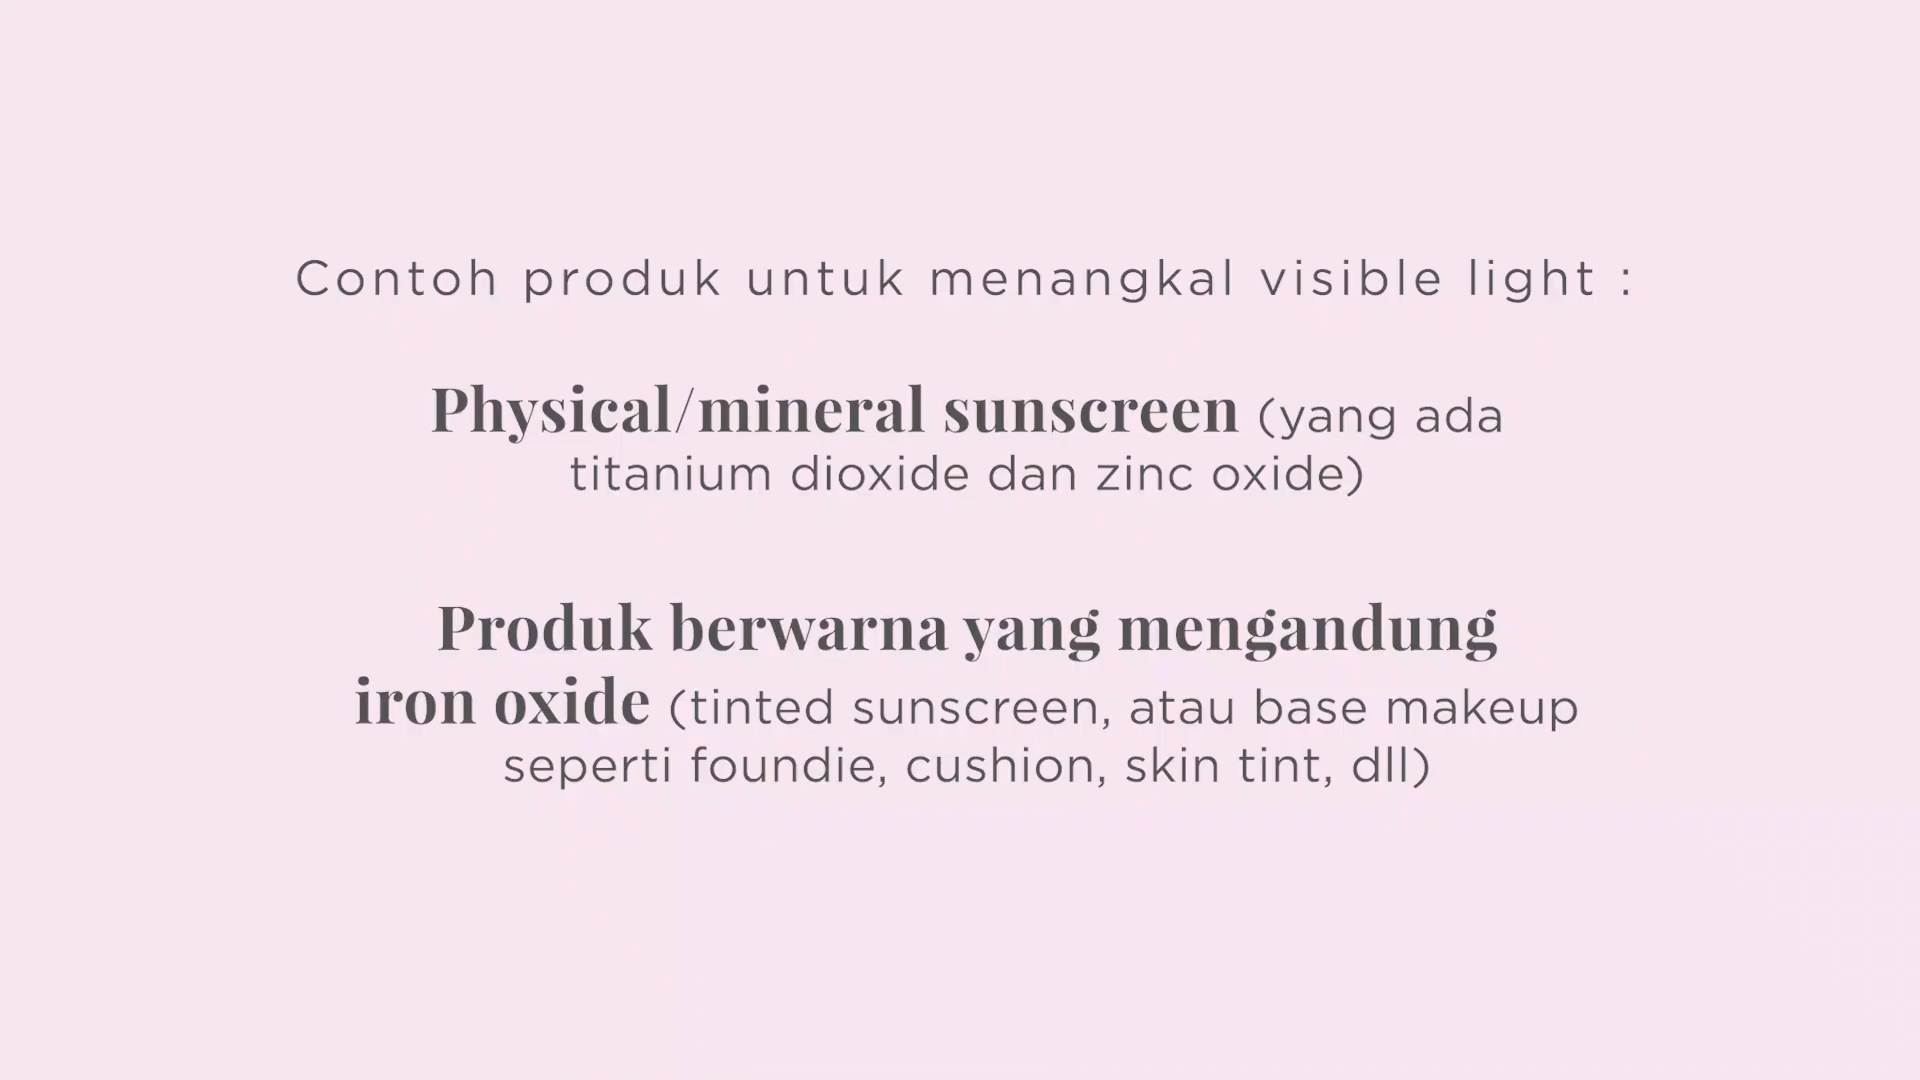 Contoh produk untuk menangkal visible light :
Physical/mineral sunscreen (yang ada
titanium dioxide dan zinc oxide)
Produk berwarna yang mengandung
iron oxide (tinted sunscreen, atau base makeup
seperti foundie, cushion, skin tint, dll)